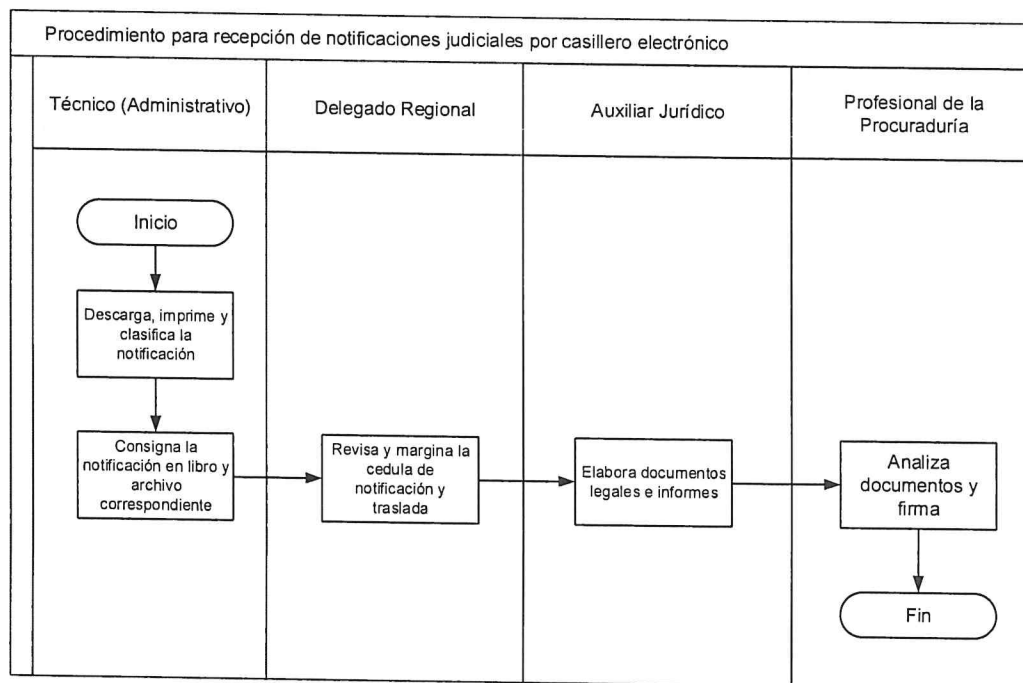 Procedimiento para recepción de notificaciones judiciales por casillero electrónico
Técnico (Administrativo)
Delegado Regional
Auxiliar Jurídico
Profesional de la
Procuraduría
Inicio
Descarga, imprime y
clasifica la
notificación
Consigna la
notificación en libro y
archivo
correspondiente
Revisa y margina la
cedula de
notificación y
traslada
Elabora documentos
legales e informes
Analiza
documentos y
firma
Fin